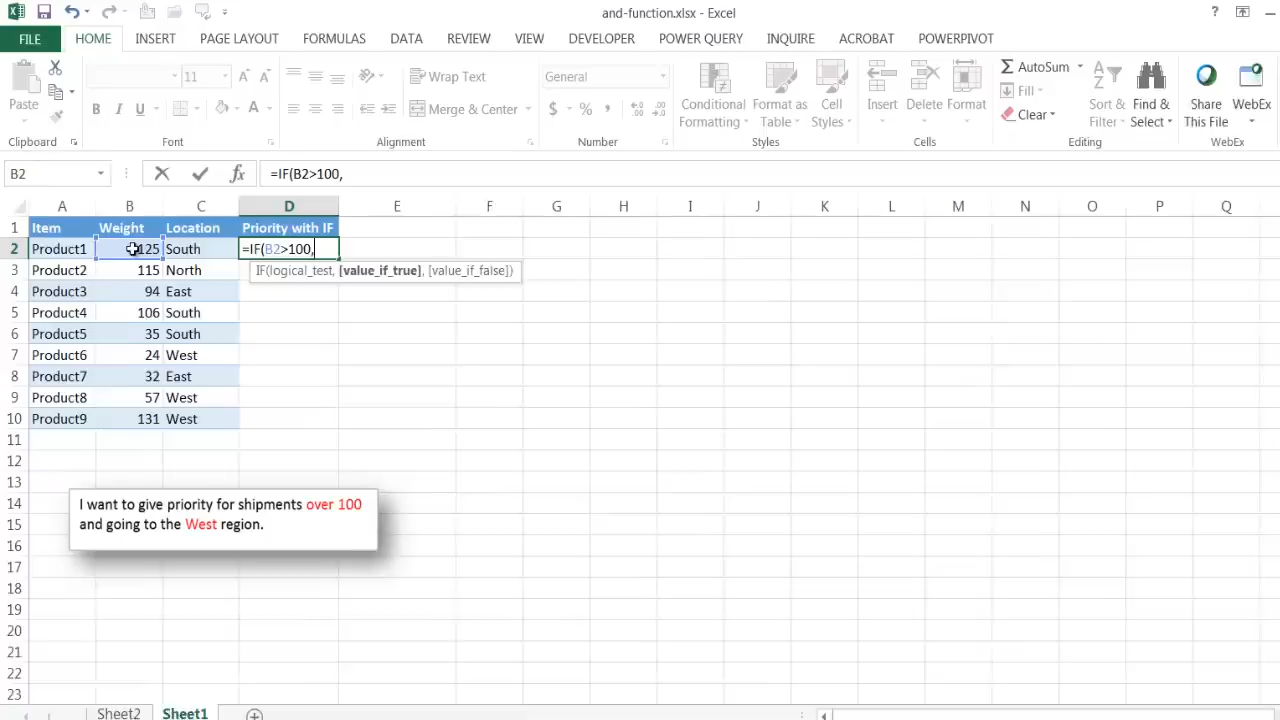 and-function.xlsx - Excel
?
FILE HOME INSERT PAGE LAYOUT FORMULAS DATA REVIEW VIEW DEVELOPER POWER QUERY INQUIRE ACROBAT POWERPIVOT
Paste
11 A A
B I U A
Wrap Text
Merge & Center
General
$ % ,
Conditional Formatting
Format as Table
Cell Styles
Insert Delete Format
Σ AutoSum
Fill
Clear
Sort & Filter
Find & Select
Share This File
WebEx
Clipboard Font Alignment Number Styles Cells Editing WebEx
B2 fx =IF(B2>100,
A B C D E F G H I J K L M N O P Q
1 Item Weight Location Priority with IF
2 Product1 125 South =IF(B2>100,
IF(logical_test, [value_if_true], [value_if_false])
3 Product2 115 North
4 Product3 94 East
5 Product4 106 South
6 Product5 35 South
7 Product6 24 West
8 Product7 32 East
9 Product8 57 West
10 Product9 131 West
11
12
13
14
15
16
17
18
19
20
21
22
23
I want to give priority for shipments over 100
and going to the West region.
Sheet2 Sheet1